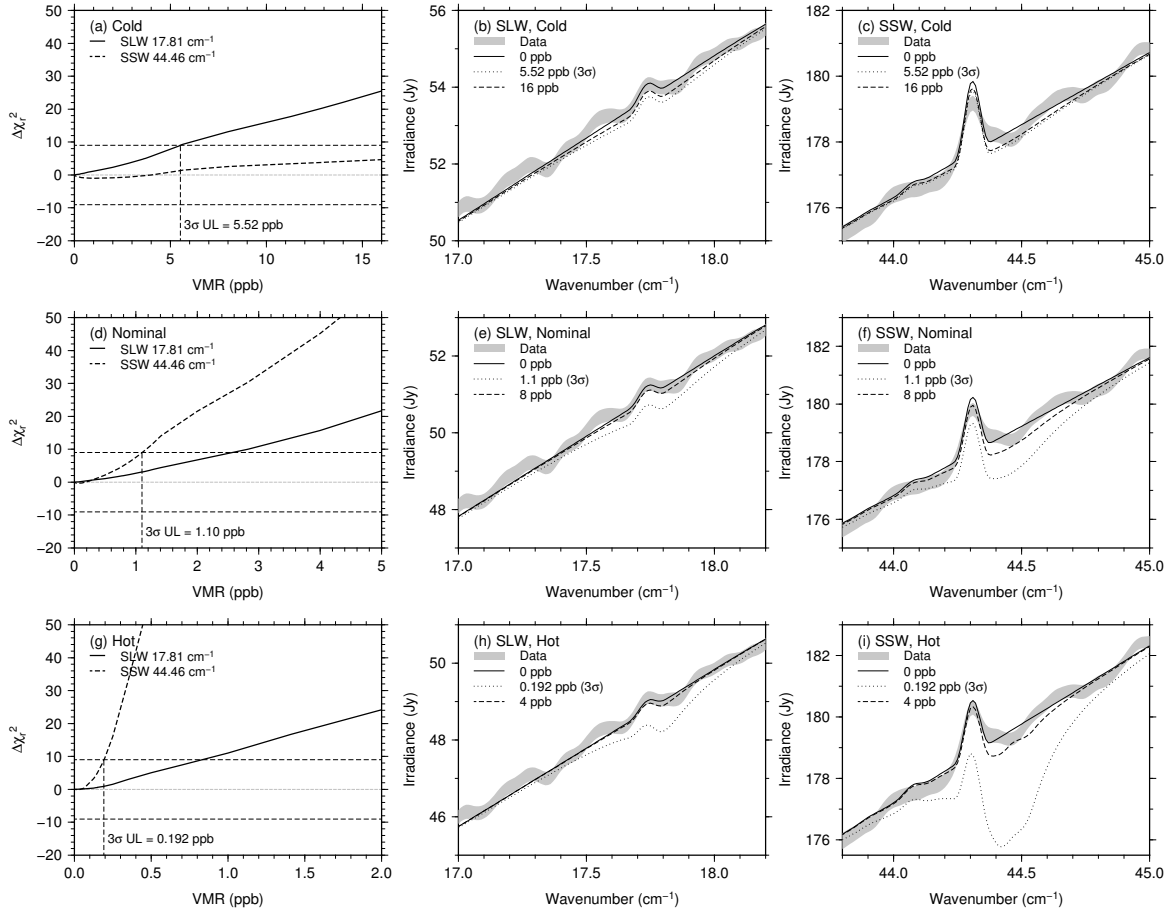 (a) Cold
SLW 17.81 cm⁻¹
SSW 44.46 cm⁻¹
50
40
30
20
10
0
−10
−20
Δχᵣ²
3σ UL = 5.52 ppb
0
5
10
15
VMR (ppb)
(b) SLW, Cold
Data
0 ppb
5.52 ppb (3σ)
16 ppb
56
54
52
50
Irradiance (Jy)
17.0
17.5
18.0
Wavenumber (cm⁻¹)
(c) SSW, Cold
Data
0 ppb
5.52 ppb (3σ)
16 ppb
182
180
178
176
Irradiance (Jy)
44.0
44.5
45.0
Wavenumber (cm⁻¹)
(d) Nominal
SLW 17.81 cm⁻¹
SSW 44.46 cm⁻¹
50
40
30
20
10
0
−10
−20
Δχᵣ²
3σ UL = 1.10 ppb
0
1
2
3
4
5
VMR (ppb)
(e) SLW, Nominal
Data
0 ppb
1.1 ppb (3σ)
8 ppb
52
50
48
Irradiance (Jy)
17.0
17.5
18.0
Wavenumber (cm⁻¹)
(f) SSW, Nominal
Data
0 ppb
1.1 ppb (3σ)
8 ppb
182
180
178
176
Irradiance (Jy)
44.0
44.5
45.0
Wavenumber (cm⁻¹)
(g) Hot
SLW 17.81 cm⁻¹
SSW 44.46 cm⁻¹
50
40
30
20
10
0
−10
−20
Δχᵣ²
3σ UL = 0.192 ppb
0.0
0.5
1.0
1.5
2.0
VMR (ppb)
(h) SLW, Hot
Data
0 ppb
0.192 ppb (3σ)
4 ppb
50
48
46
Irradiance (Jy)
17.0
17.5
18.0
Wavenumber (cm⁻¹)
(i) SSW, Hot
Data
0 ppb
0.192 ppb (3σ)
4 ppb
182
180
178
176
Irradiance (Jy)
44.0
44.5
45.0
Wavenumber (cm⁻¹)